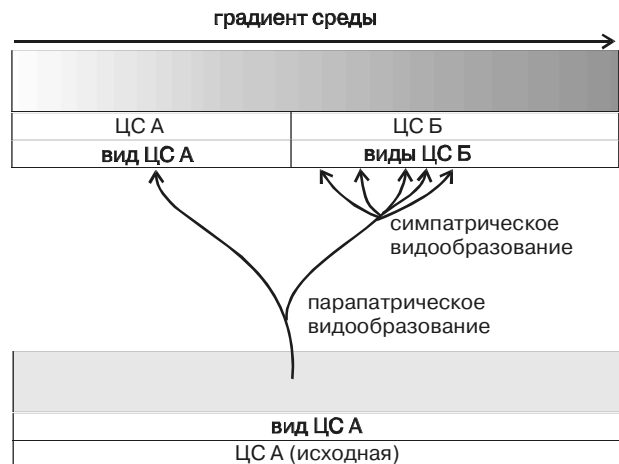 градиент среды
ЦС А
ЦС Б
вид ЦС А
виды ЦС Б
симпатрическое
видообразование
парапатрическое
видообразование
вид ЦС А
ЦС А (исходная)